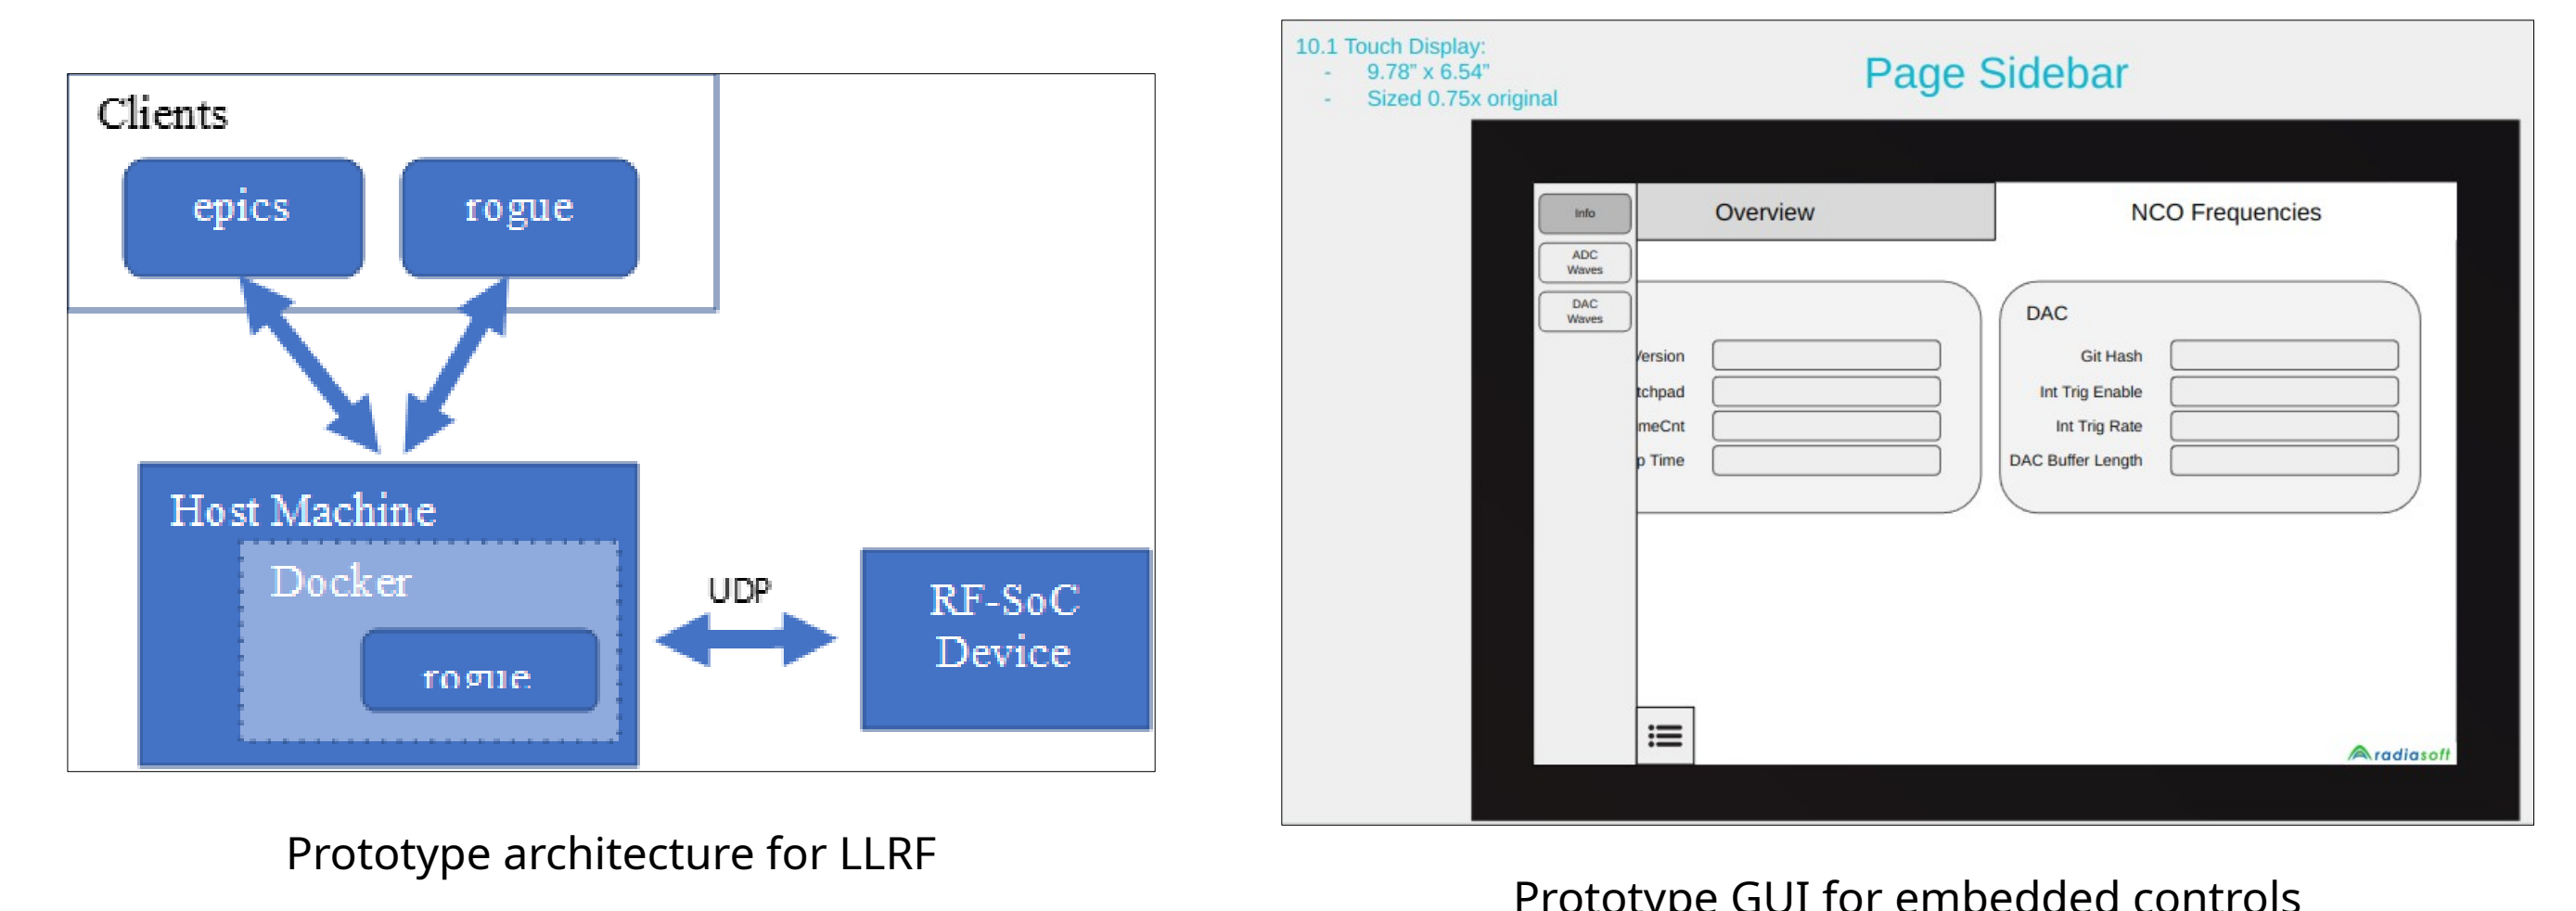 Clients
epics
rogue
Host Machine
Docker
rogue
UDP
RF-SoC
Device
Prototype architecture for LLRF
10.1 Touch Display:
- 9.78” x 6.54”
- Sized 0.75x original
Page Sidebar
Info
ADC
Waves
DAC
Waves
Overview
NCO Frequencies
Version
tchpad
meCnt
p Time
DAC
Git Hash
Int Trig Enable
Int Trig Rate
DAC Buffer Length
radiasoft
Prototype GUI for embedded controls